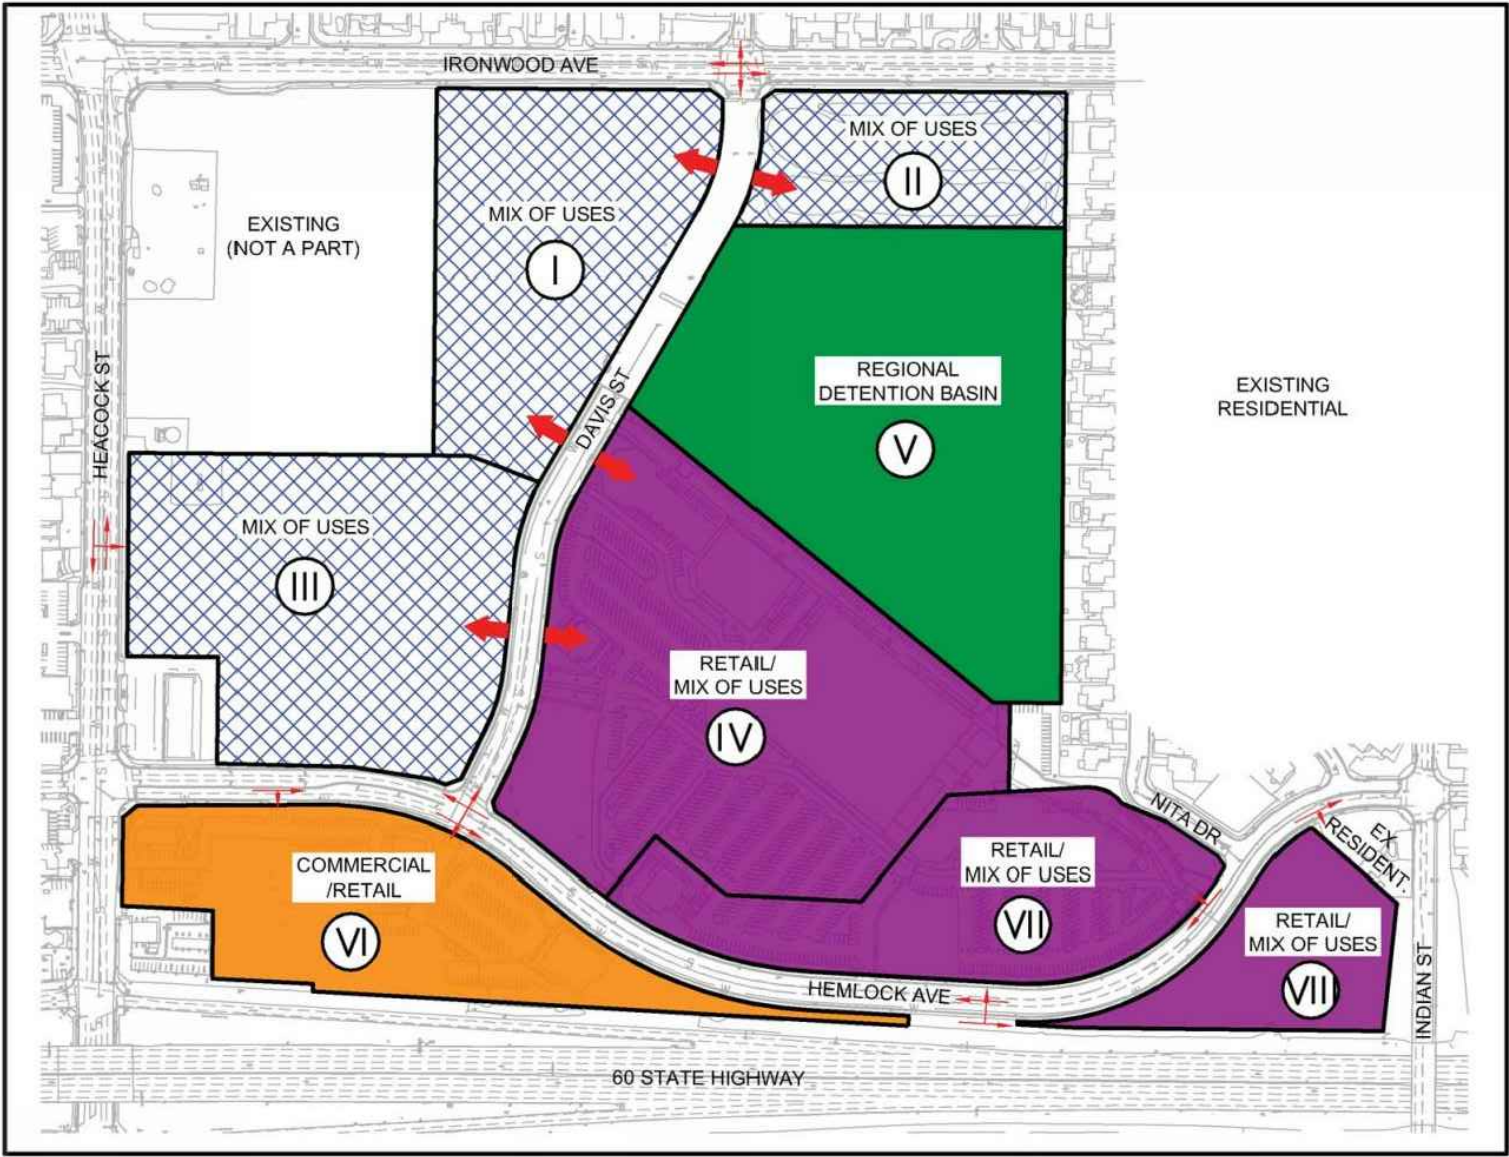 IRONWOOD AVE
MIX OF USES
II
EXISTING
(NOT A PART)
MIX OF USES
I
HEACOCK ST
DAVIS ST
REGIONAL
DETENTION BASIN
V
EXISTING
RESIDENTIAL
MIX OF USES
III
RETAIL/
MIX OF USES
IV
NITA DR
EX
RESIDENT.
COMMERCIAL
/RETAIL
VI
RETAIL/
MIX OF USES
VII
RETAIL/
MIX OF USES
VII
HEMLOCK AVE
INDIAN ST
60 STATE HIGHWAY